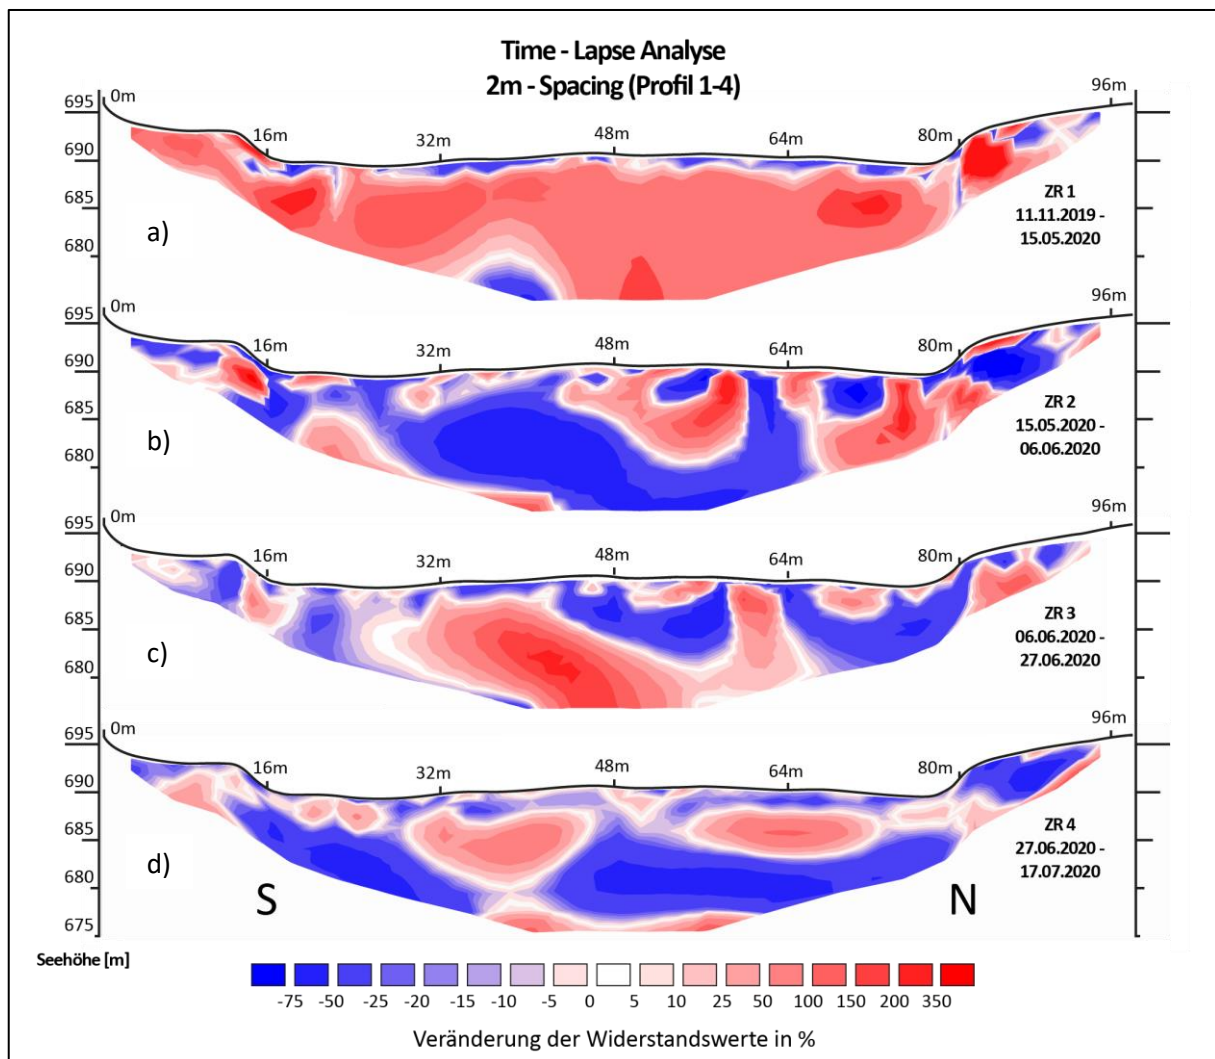 Time - Lapse Analyse
2m - Spacing (Profil 1-4)
695
0m
96m
690
16m
32m
48m
64m
80m
685
680
a)
ZR 1
11.11.2019 -
15.05.2020
695
0m
96m
690
16m
32m
48m
64m
80m
685
680
b)
ZR 2
15.05.2020 -
06.06.2020
695
0m
96m
690
16m
32m
48m
64m
80m
685
680
c)
ZR 3
06.06.2020 -
27.06.2020
695
0m
96m
690
16m
32m
48m
64m
80m
685
680
675
d)
ZR 4
27.06.2020 -
17.07.2020
S
N
Seehöhe [m]
-75 -50 -25 -20 -15 -10 -5 0 5 10 25 50 100 150 200 350
Veränderung der Widerstandswerte in %